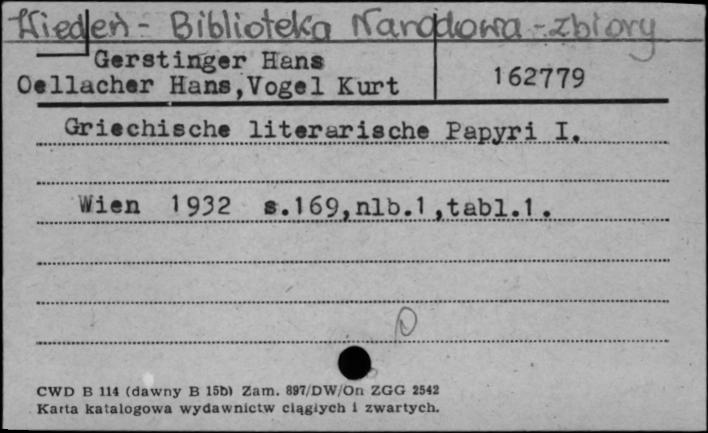 Wiedeń - Biblioteka Narodowa - zbiory
Gerstinger Hans
Oellacher Hans,Vogel Kurt
162779
Griechische literarische Papyri I.
Wien 1932 s.169,nlb.1,tabl.1.
CWD B 114 (dawny B 15b) Zam. 897/DW/On ZGG 2542
Karta katalogowa wydawnictw ciągłych i zwartych.